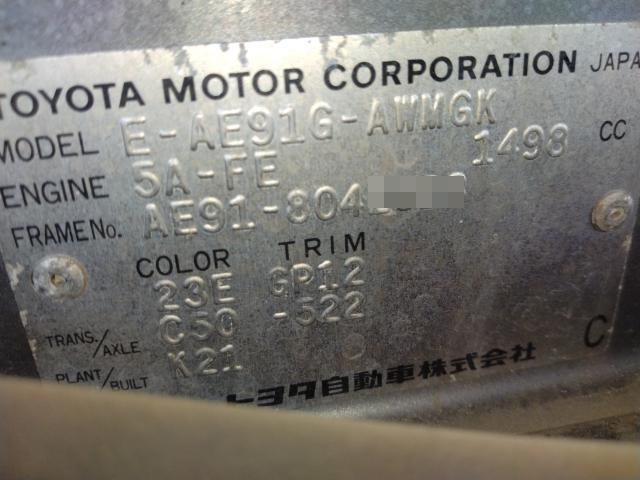 TOYOTA MOTOR CORPORATION JAPA
MODEL E-AE91G-AWMGK
ENGINE 5A-FE 1498 CC
FRAME No. AE91-804
COLOR TRIM
23E GP12
TRANS./AXLE C50 -522
PLANT/BUILT K21
トヨタ自動車株式会社 C